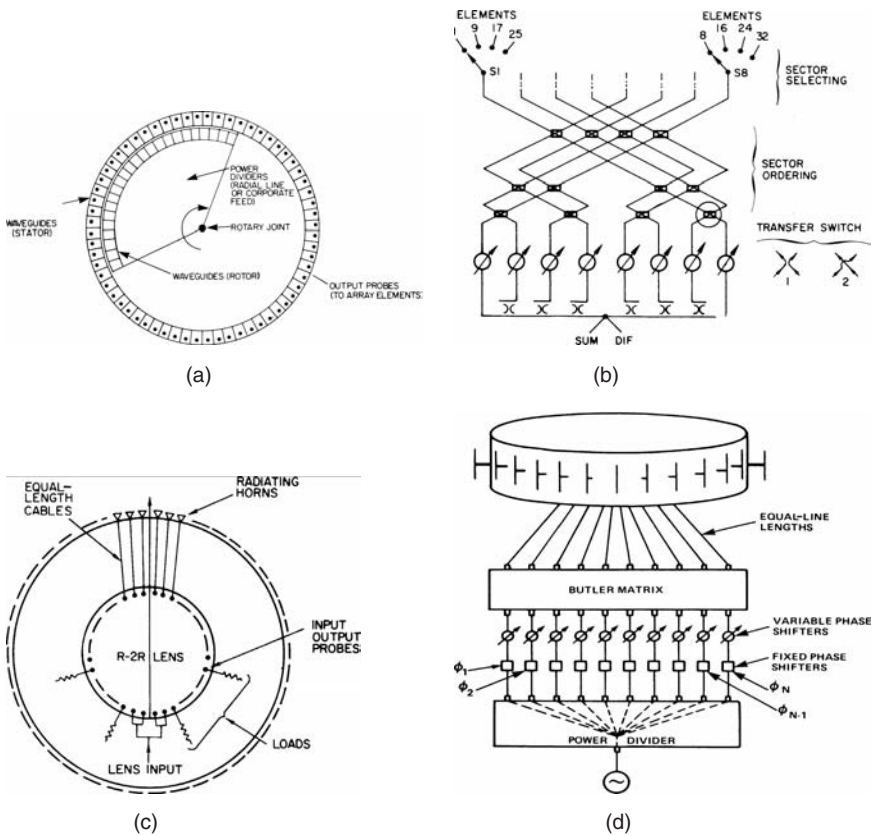 POWER
DIVIDERS
(RADIAL LINE
OR CORPORATE
FEED)
WAVEGUIDES
(STATOR)
ROTARY JOINT
WAVEGUIDES (ROTOR)
OUTPUT PROBES
(TO ARRAY ELEMENTS)
(a)
ELEMENTS
9 17
25
S1
ELEMENTS
16 24
8 32
S8
SECTOR
SELECTING
SECTOR
ORDERING
TRANSFER SWITCH
1 2
SUM DIF
(b)
EQUAL-
LENGTH
CABLES
RADIATING
HORNS
R-2R LENS
INPUT
OUTPUT
PROBES
LOADS
LENS INPUT
(c)
EQUAL-LINE
LENGTHS
BUTLER MATRIX
VARIABLE PHASE
SHIFTERS
ϕ1
FIXED PHASE
SHIFTERS
ϕ2
ϕN
ϕN-1
POWER DIVIDER
(d)